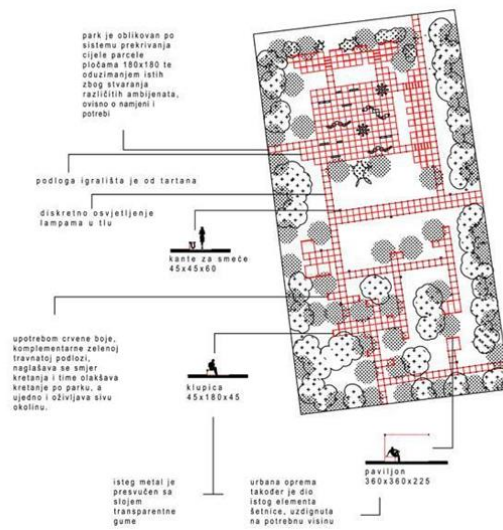 park je oblikovan po
sistemu prekrivanja
cijele parcele
pločama 180x180 te
oduzimanjem istih
zbog stvaranja
različitih ambijenata,
ovisno o namjeni i
potrebi
podloga igrališta je od tartana
diskretno osvjetljenje
lampama u tlu
kante za smeće
45x45x60
upotrebom crvene boje,
komplementarne zelenoj
travnatoj podlozi,
naglašava se smjer
kretanja i time olakšava
kretanje po parku, a
ujedno i oživljava sivu
okolinu.
klupica
45x180x45
paviljon
360x360x225
isteg metal je
presvučen sa
slojem
transparentne
gume
urbana oprema
također je dio
istog elementa
šetnice, uzdignuta
na potrebnu visinu